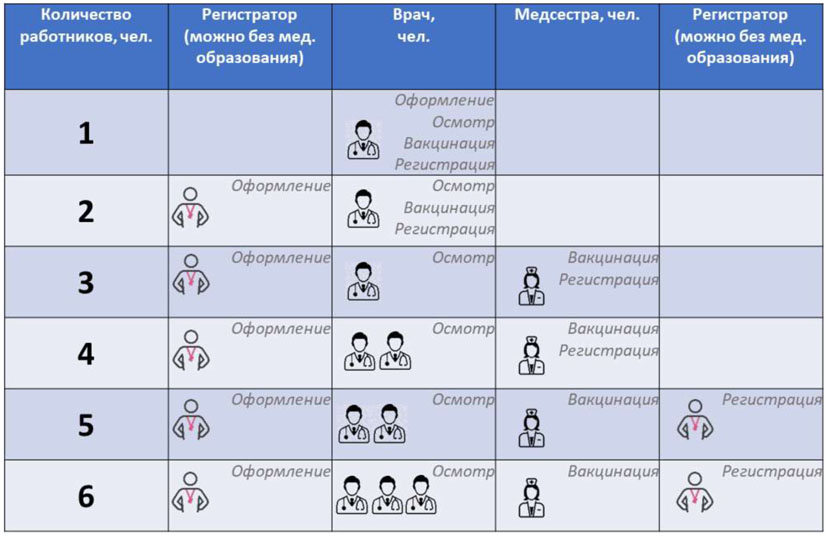 Количество
работников, чел.
Регистратор
(можно без мед.
образования)
Врач,
чел.
Медсестра, чел.
Регистратор
(можно без мед.
образования)
1
Оформление
Осмотр
Вакцинация
Регистрация
2
Оформление
Осмотр
Вакцинация
Регистрация
3
Оформление
Осмотр
Вакцинация
Регистрация
4
Оформление
Осмотр
Вакцинация
Регистрация
5
Оформление
Осмотр
Вакцинация
Регистрация
6
Оформление
Осмотр
Вакцинация
Регистрация